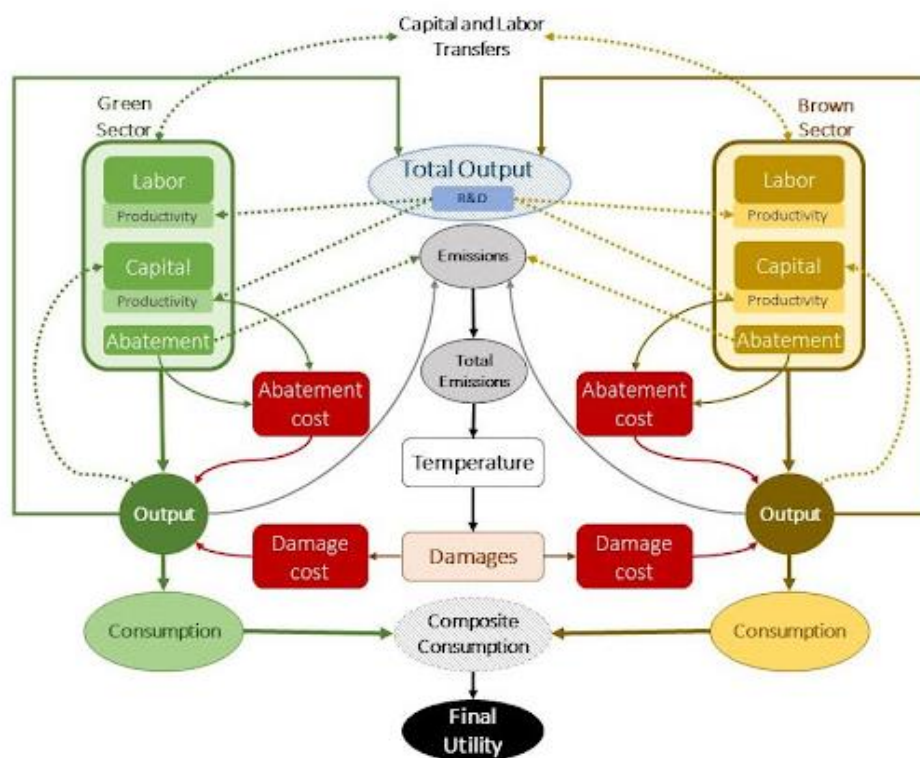 Capital and Labor
Transfers
Green
Sector
Brown
Sector
Total Output
R&D
Labor
Productivity
Capital
Productivity
Abatement
Labor
Productivity
Capital
Productivity
Abatement
Emissions
Total
Emissions
Abatement
cost
Abatement
cost
Temperature
Output
Output
Damage
cost
Damages
Damage
cost
Consumption
Composite
Consumption
Consumption
Final
Utility